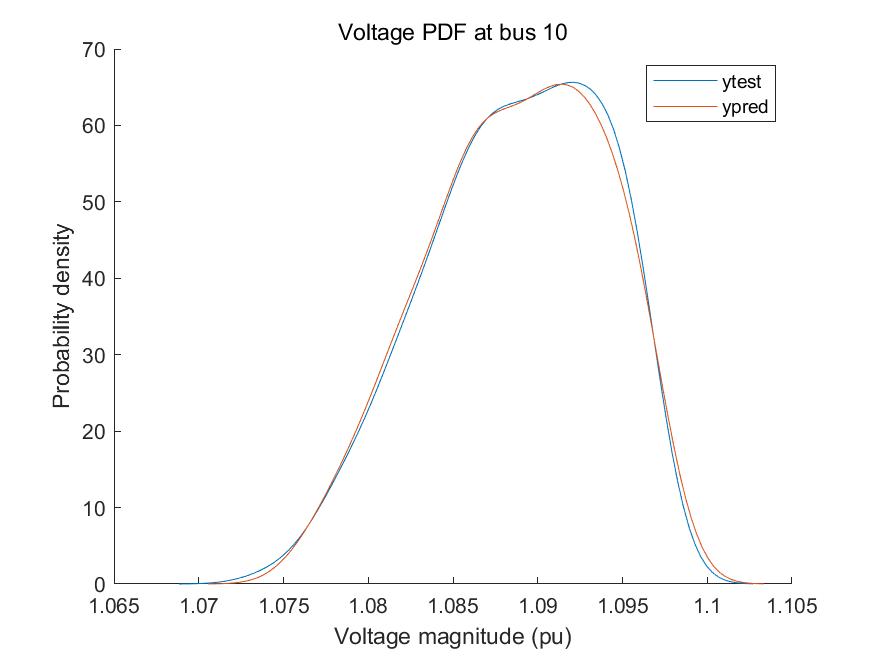 Voltage PDF at bus 10
70
60
50
40
30
20
10
0
Probability density
ytest
ypred
1.065 1.07 1.075 1.08 1.085 1.09 1.095 1.1 1.105
Voltage magnitude (pu)